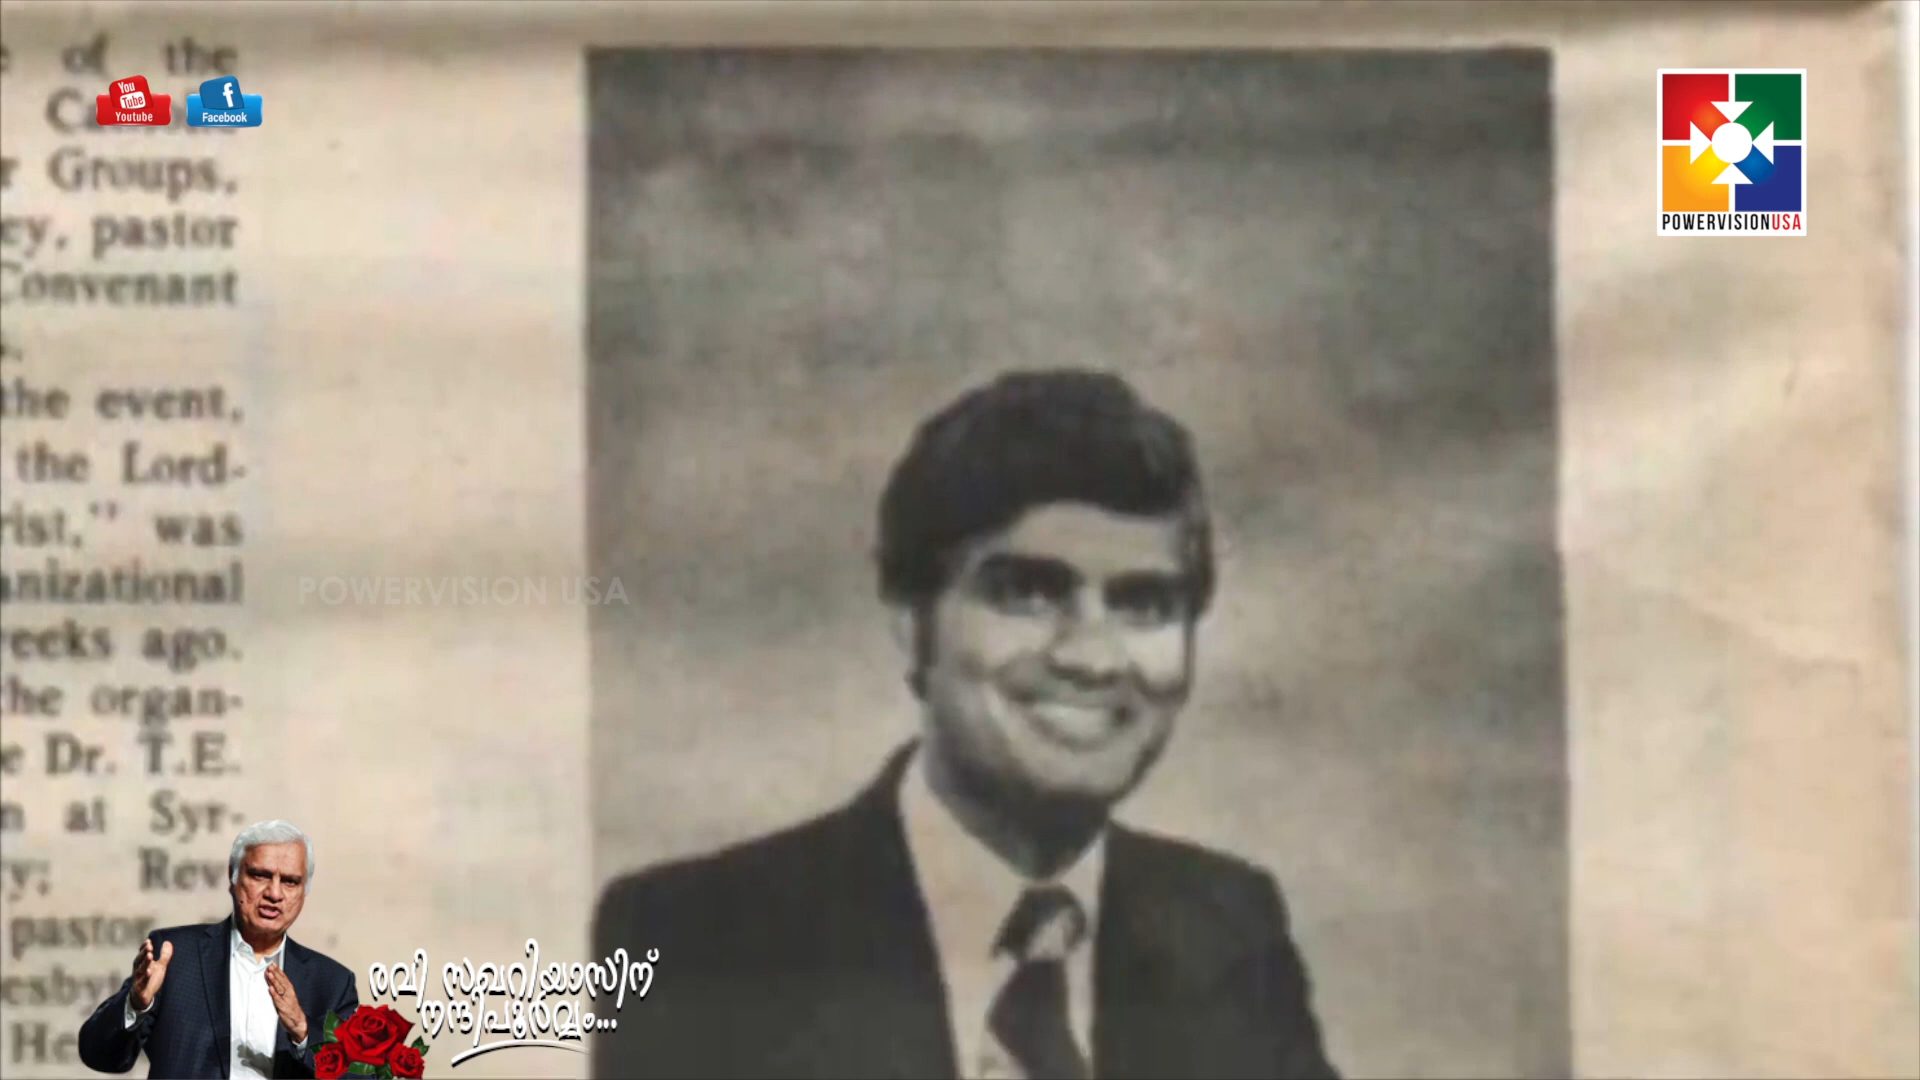 of the
r Groups,
ey, pastor
Convenant
the event,
the Lord-
rist," was
anizational
eeks ago.
the organ-
e Dr. T.E.
n at Syr-
y; Rev
pastor
esby
He
You
Tube
Youtube
f
Facebook
POWERVISIONUSA
POWERVISION USA
രവി സഖറിയാസിന്
നന്ദിപൂർവ്വം...